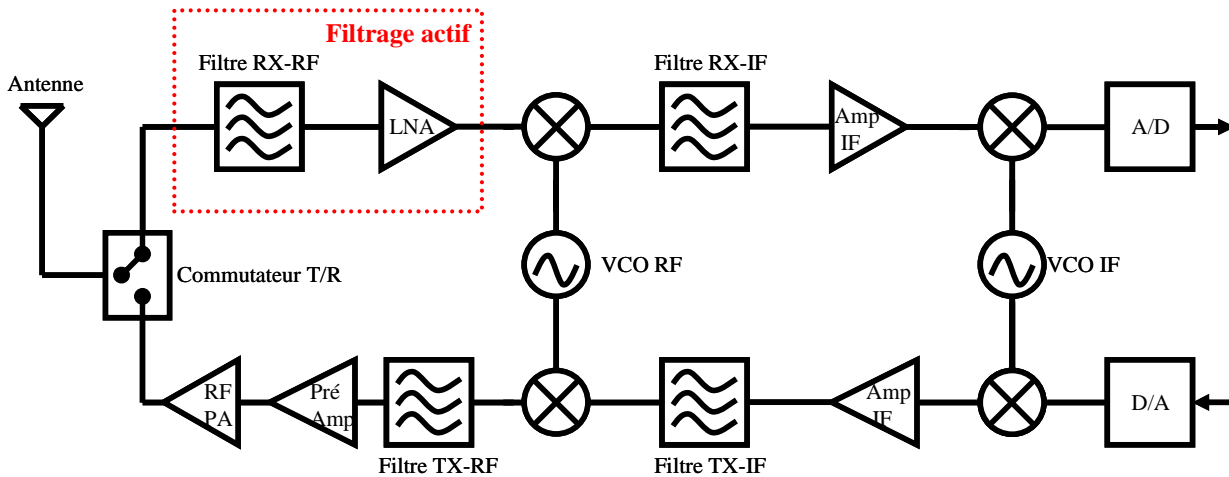 Filtrage actif
Filtre RX-RF
Filtre RX-IF
Antenne
LNA
Amp
IF
A/D
Commutateur T/R
VCO RF
VCO IF
RF
PA
Pré
Amp
Amp
IF
D/A
Filtre TX-RF
Filtre TX-IF